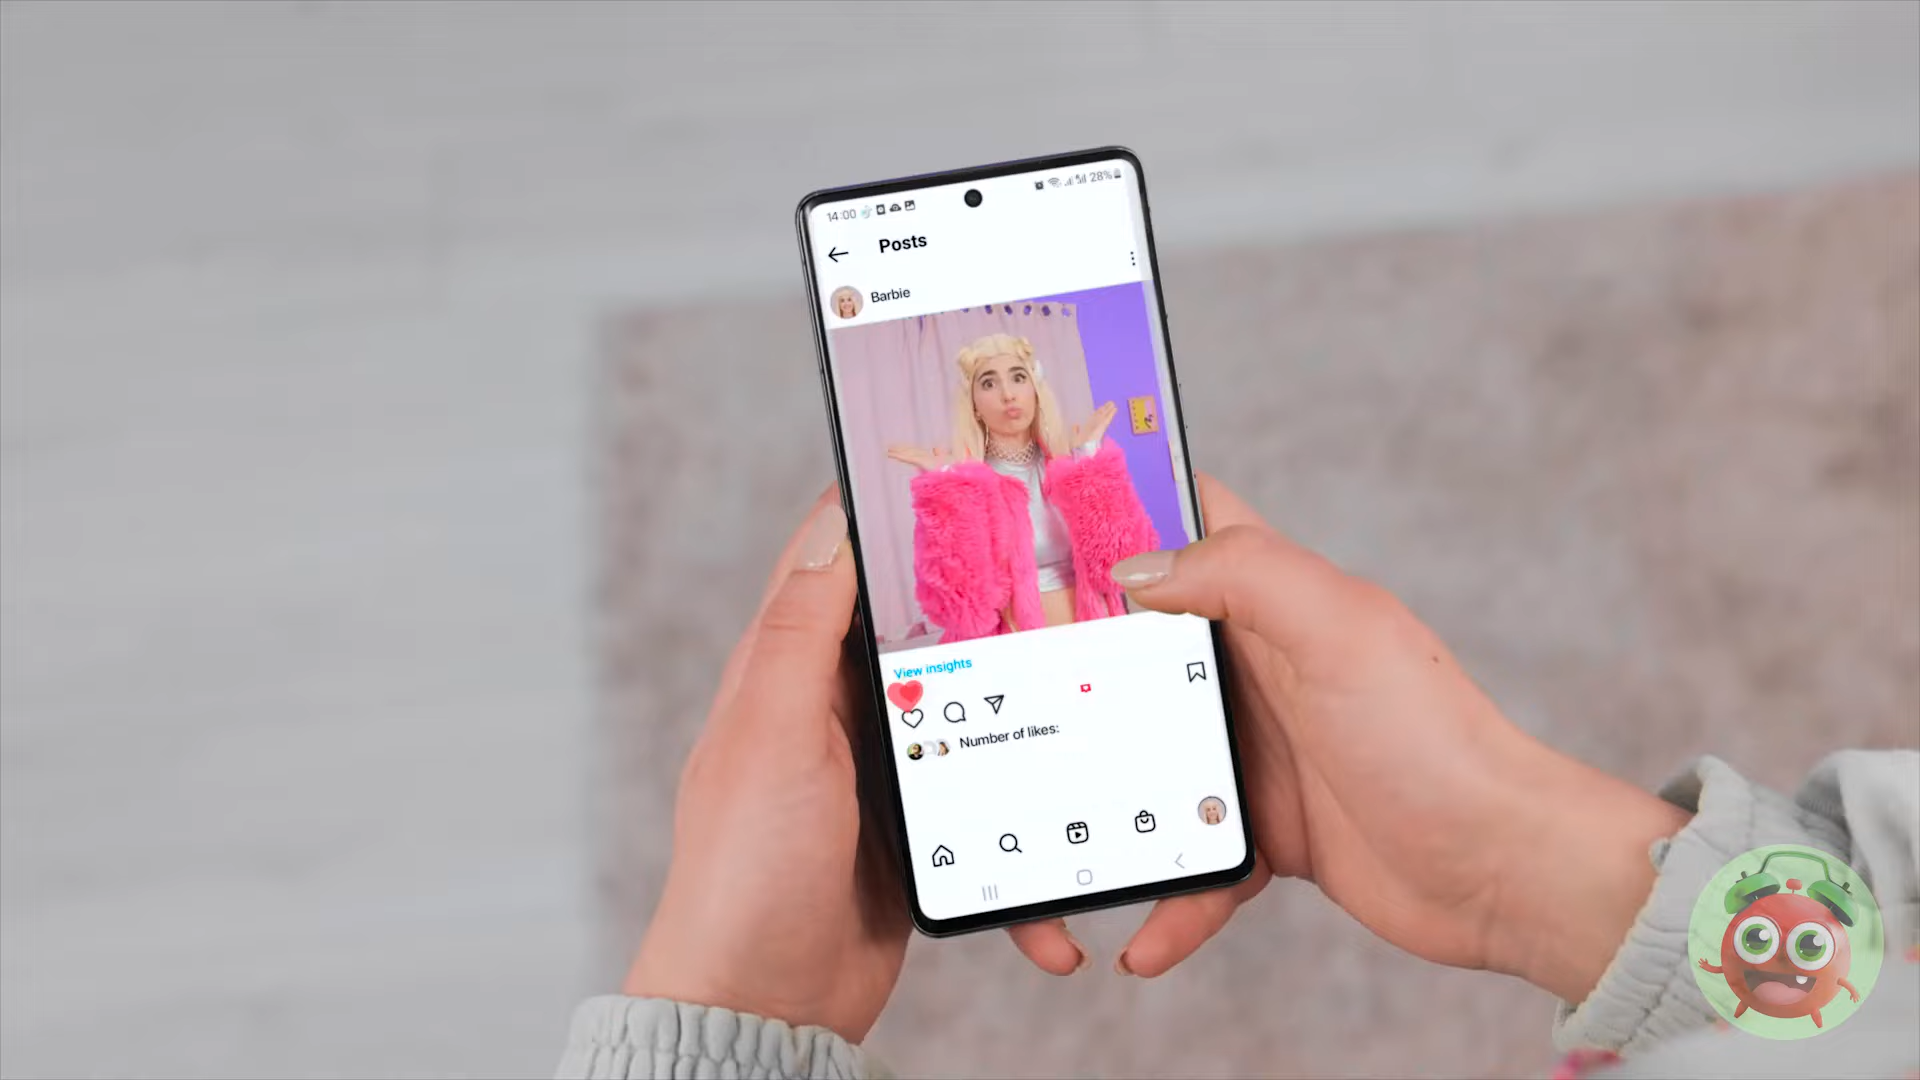 14:00 28%
Posts
Barbie
View insights
Number of likes: